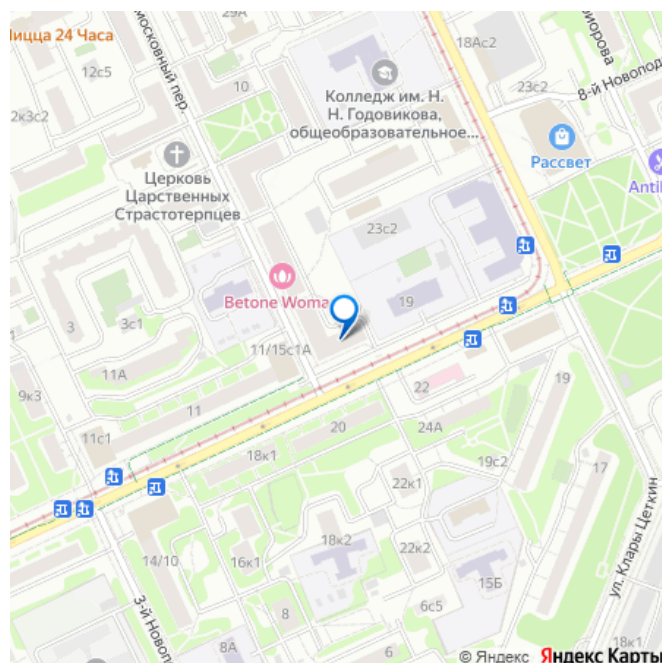 29А
Пицца 24 Часа
московный пер.
18Ас2
12с5
10
8-й Новопод
23с2
2к3с2
Колледж им. Н.
Н. Годовикова,
общеобразовательное...
Рассвет
Церковь
Царственных
Страстотерпцев
23с2
Betone Woma
19
3
3с1
11/15с1А
11А
9к3
11
22
19
11с1
20
24А
18к1
19с2
17
22к1
ул. Клары Цеткин
14/10
18к2
22к2
16к1
15Б
3-й Новопо
8
6с5
8А
6
18к1
© Яндекс Яндекс Карты